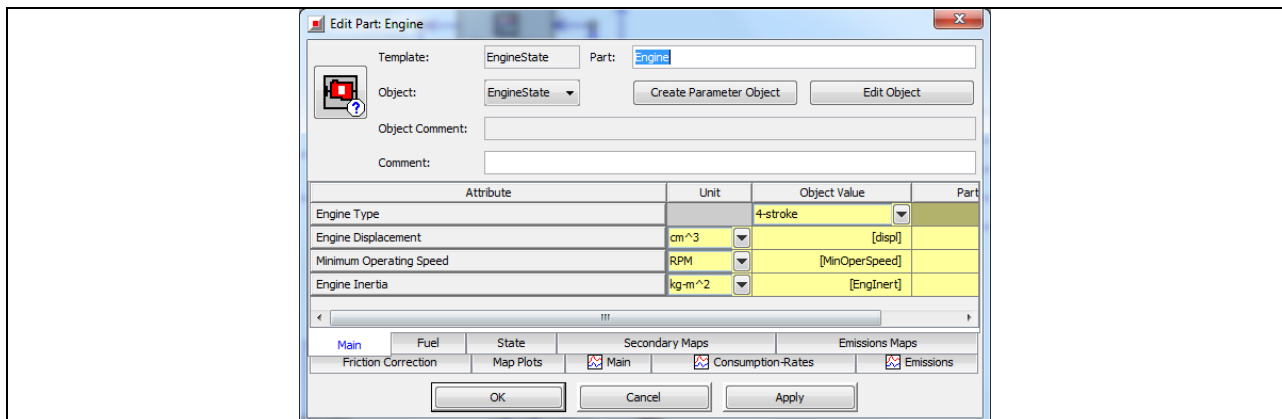 Edit Part: Engine
Template: EngineState Part: Engine
Object: EngineState Create Parameter Object Edit Object
Object Comment:
Comment:
Attribute Unit Object Value Part
Engine Type 4-stroke
Engine Displacement cm^3 [displ]
Minimum Operating Speed RPM [MinOperSpeed]
Engine Inertia kg-m^2 [EngInert]
Main Fuel State Secondary Maps Emissions Maps
Friction Correction Map Plots Main Consumption-Rates Emissions
OK Cancel Apply